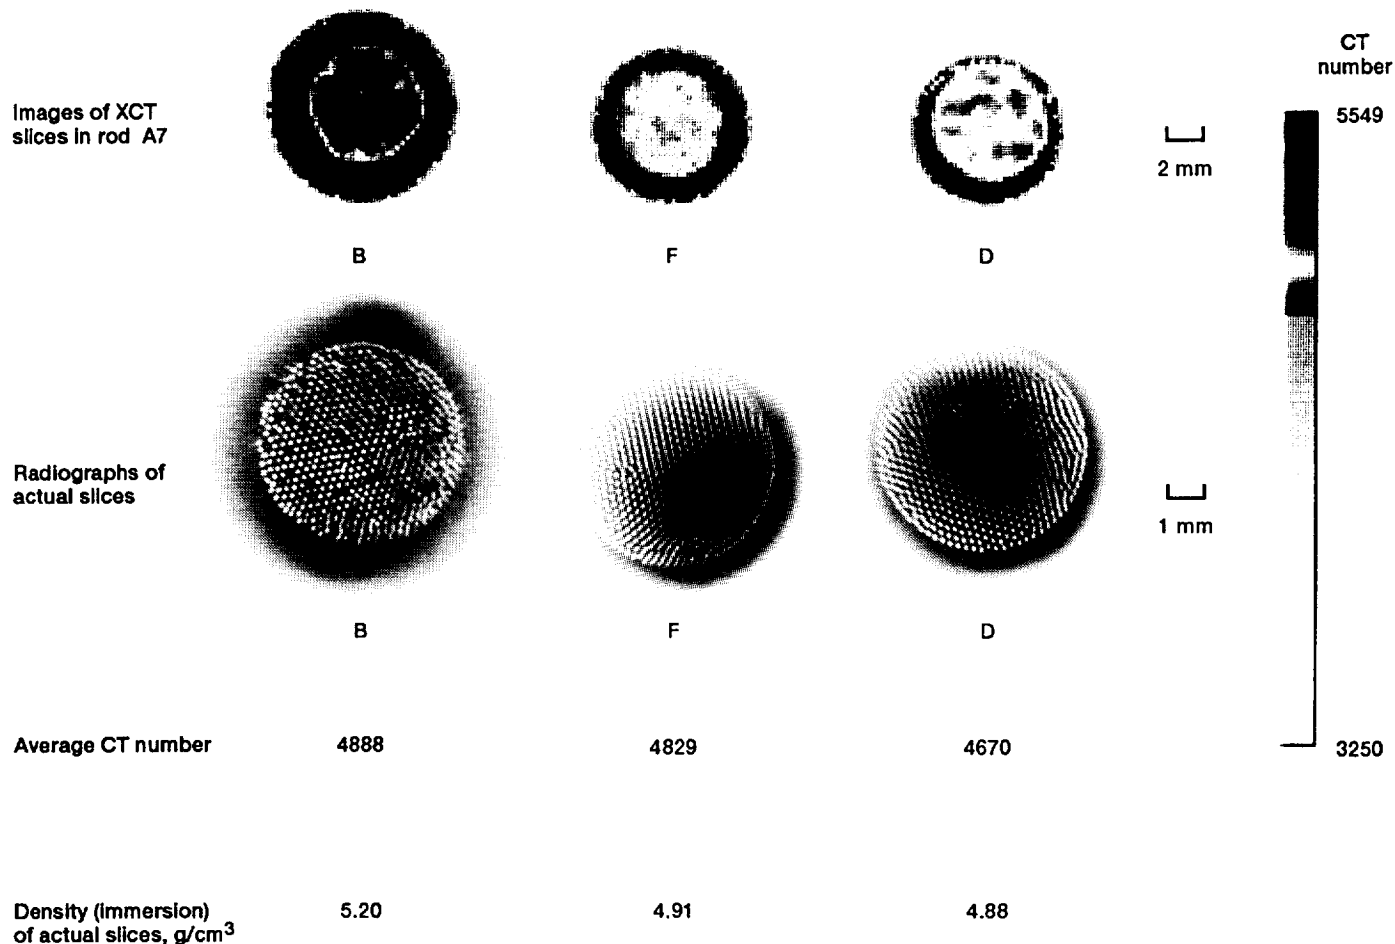 CT
number
5549
Images of XCT
slices in rod A7
2 mm
B F D
Radiographs of
actual slices
1 mm
B F D
Average CT number 4888 4829 4670
3250
Density (immersion)
of actual slices, g/cm3 5.20 4.91 4.88